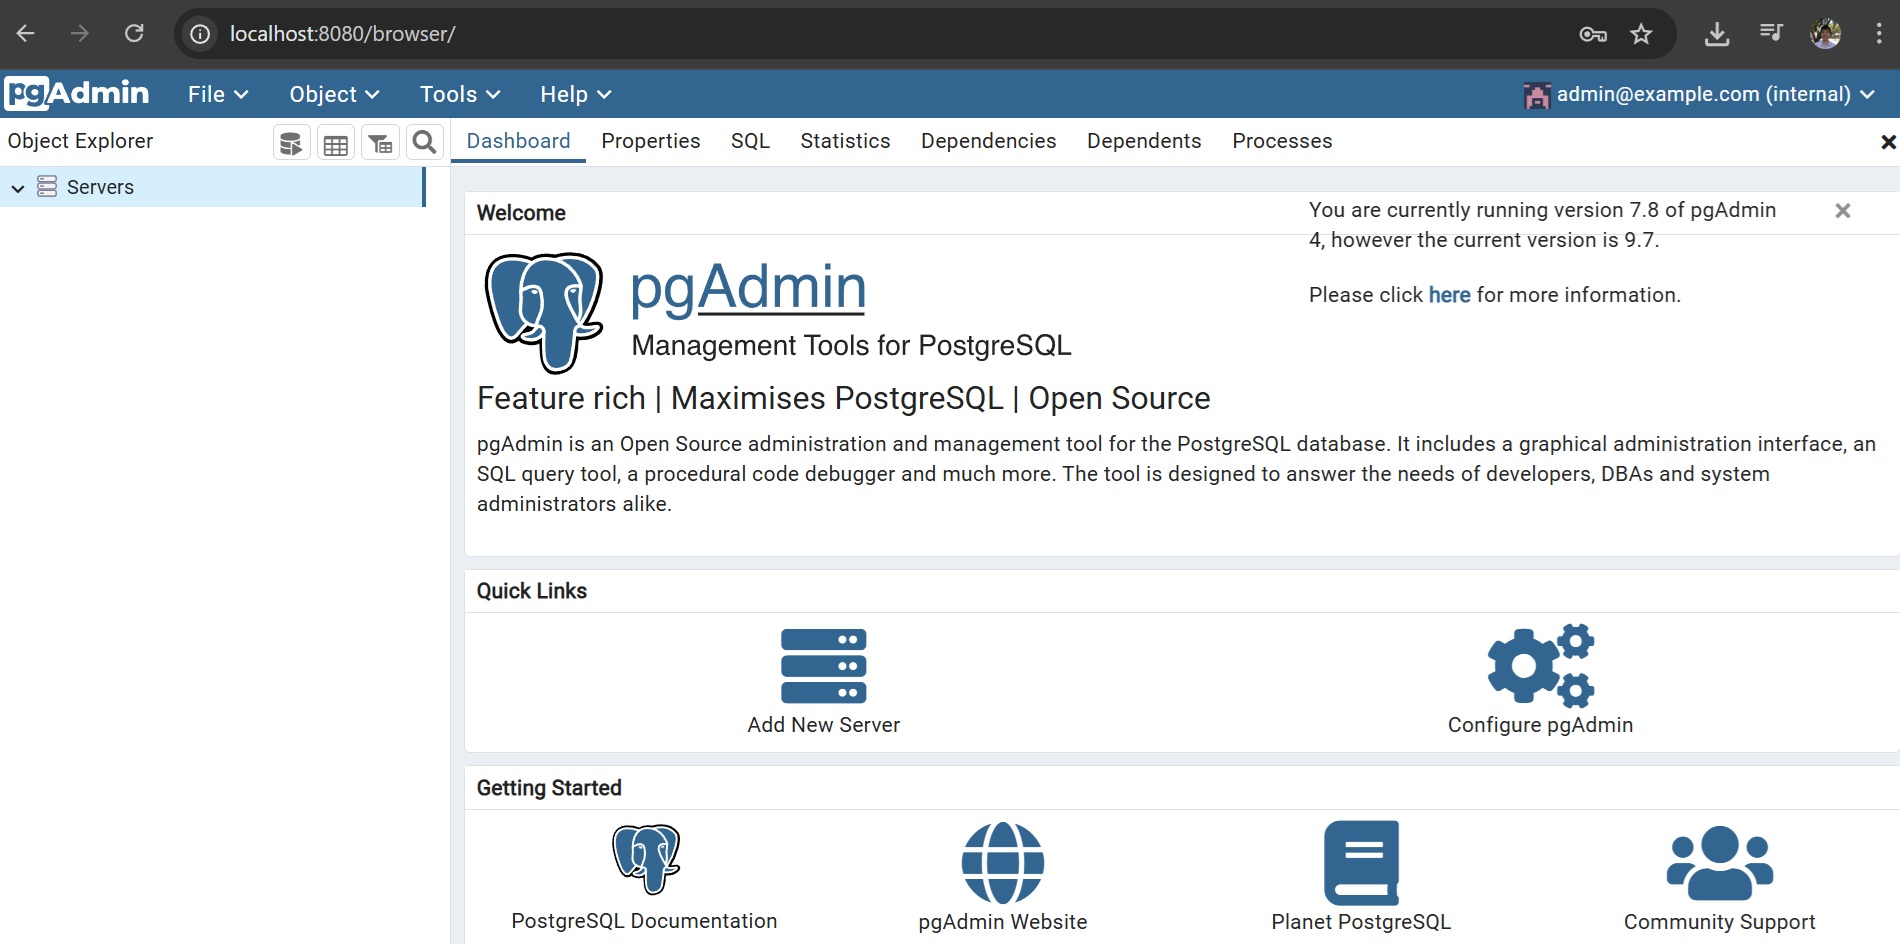 localhost:8080/browser/
pgAdmin File Object Tools Help admin@example.com (internal)
Object Explorer
Dashboard Properties SQL Statistics Dependencies Dependents Processes
Servers
Welcome
You are currently running version 7.8 of pgAdmin
4, however the current version is 9.7.
Please click here for more information.
pgAdmin
Management Tools for PostgreSQL
Feature rich | Maximises PostgreSQL | Open Source
pgAdmin is an Open Source administration and management tool for the PostgreSQL database. It includes a graphical administration interface, an
SQL query tool, a procedural code debugger and much more. The tool is designed to answer the needs of developers, DBAs and system
administrators alike.
Quick Links
Add New Server Configure pgAdmin
Getting Started
PostgreSQL Documentation pgAdmin Website Planet PostgreSQL Community Support